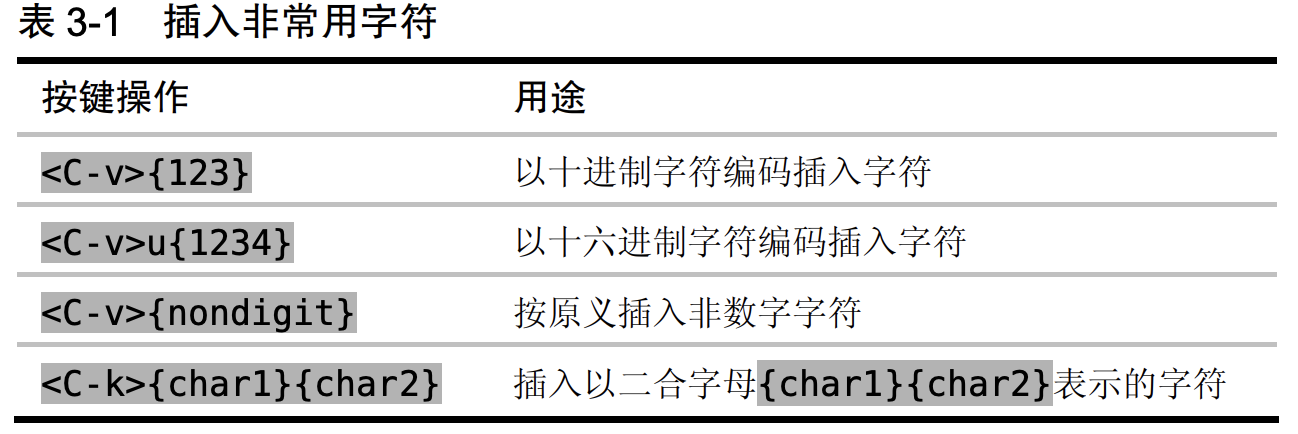 表 3-1 插入非常用字符
按键操作 用途
<C-v>{123} 以十进制字符编码插入字符
<C-v>u{1234} 以十六进制字符编码插入字符
<C-v>{nondigit} 按原义插入非数字字符
<C-k>{char1}{char2} 插入以二合字母{char1}{char2}表示的字符